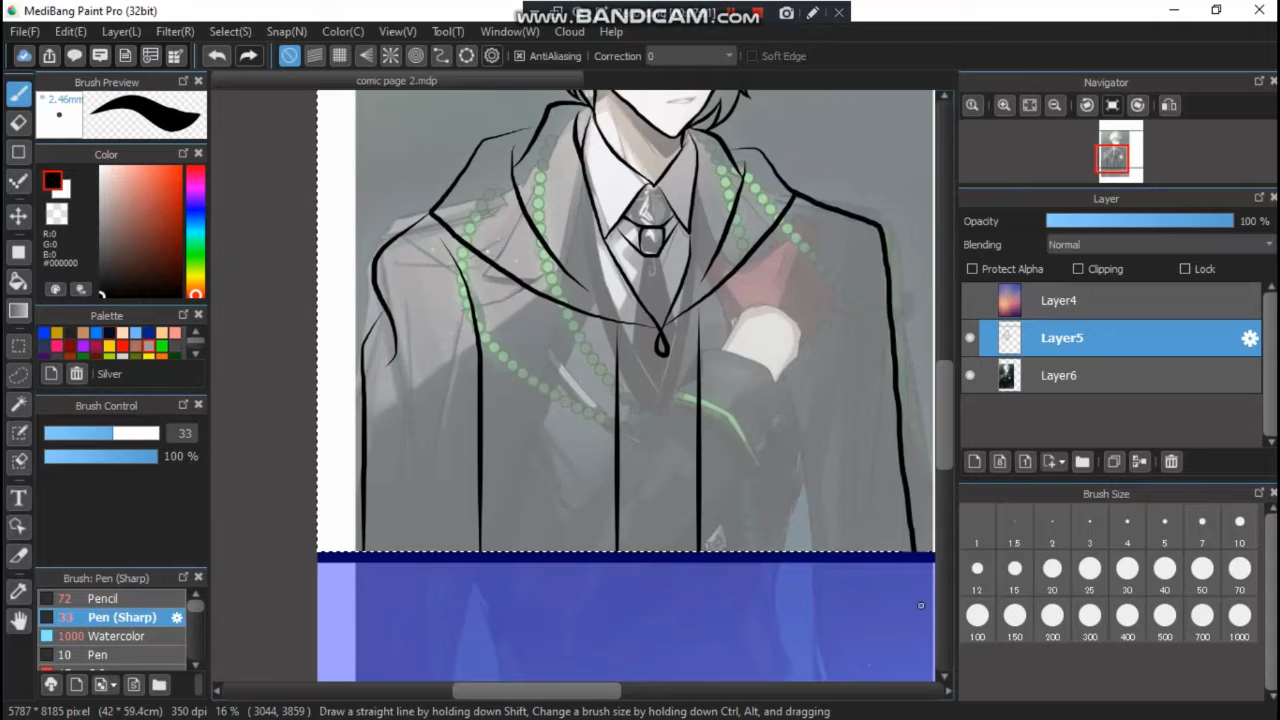 MediBang Paint Pro (32bit)
www.BANDICAM.com
File(F) Edit(E) Layer(L) Filter(R) Select(S) Snap(N) Color(C) View(V) Tool(T) Window(W) Cloud Help
AntiAliasing Correction 0 Soft Edge
Brush Preview
comic page 2.mdp
Navigator
* 2.46mm
Color
R:0
G:0
B:0
#000000
Layer
Opacity 100 %
Blending Normal
Protect Alpha Clipping Lock
Layer4
Layer5
Layer6
Palette
Silver
Brush Control
33
100 %
Brush Size
1 1.5 2 3 4 5 7 10
12 15 20 25 30 40 50 70
100 150 200 300 400 500 700 1000
Brush: Pen (Sharp)
72 Pencil
33 Pen (Sharp)
1000 Watercolor
10 Pen
5787 * 8185 pixel (42 * 59.4cm) 350 dpi 16 % ( 3044, 3859 ) Draw a straight line by holding down Shift, Change a brush size by holding down Ctrl, Alt, and dragging